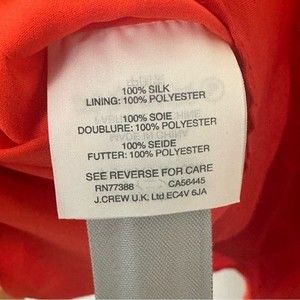 100% SILK
LINING: 100% POLYESTER
100% SOIE
DOUBLURE: 100% POLYESTER
100% SEIDE
FUTTER: 100% POLYESTER
SEE REVERSE FOR CARE
RN77388 CA56445
J.CREW U.K. Ltd EC4V 6JA